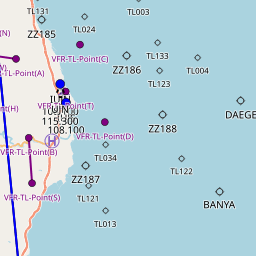 TL131
TL003
ZZ185
TL024
VFR-TL-Point(C)
TL133
ZZ186
VFR-TL-Point(A)
TL123
TL004
VFR-TL-Point(T)
115.300
108.100
ZZ188
DAEGE
VFR-TL-Point(D)
H
VFR-TL-Point(B)
TL034
TL122
ZZ187
TL121
VFR-TL-Point(S)
BANYA
TL013